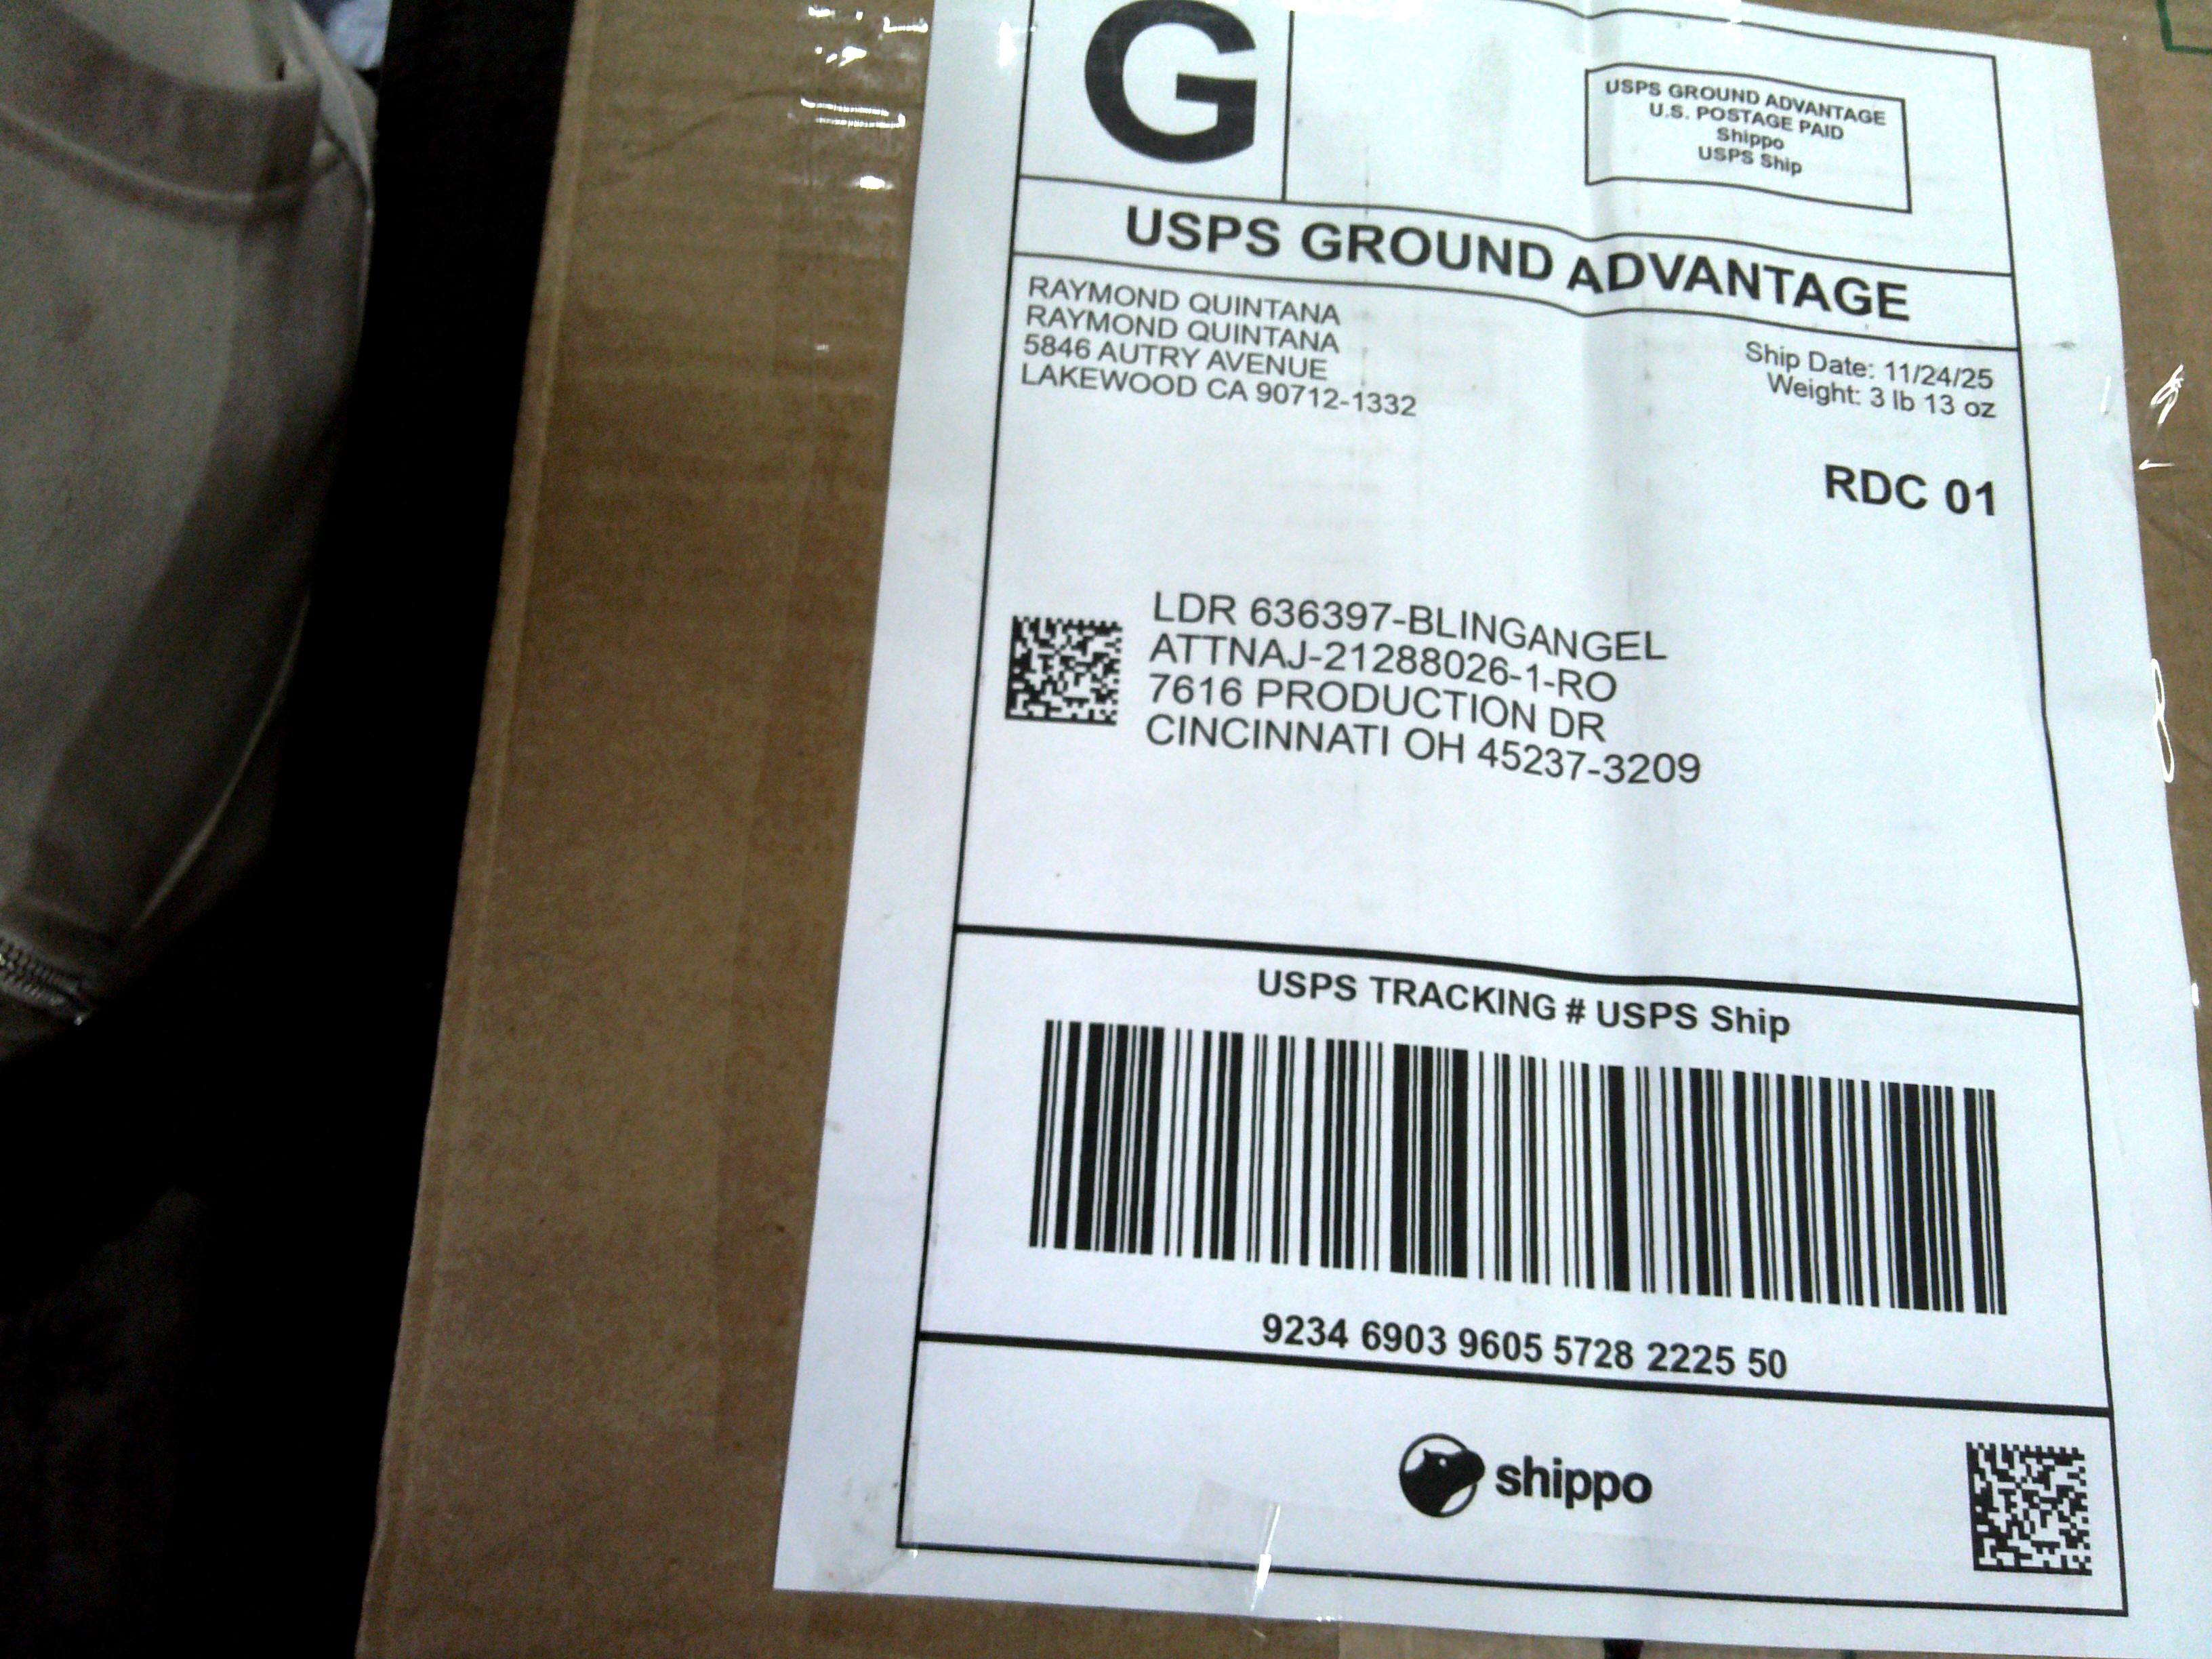 G
USPS GROUND ADVANTAGE
U.S. POSTAGE PAID
Shippo
USPS Ship
USPS GROUND ADVANTAGE
RAYMOND QUINTANA
RAYMOND QUINTANA
5846 AUTRY AVENUE
LAKEWOOD CA 90712-1332
Ship Date: 11/24/25
Weight: 3 lb 13 oz
RDC 01
LDR 636397-BLINGANGEL
ATTNAJ-21288026-1-RO
7616 PRODUCTION DR
CINCINNATI OH 45237-3209
USPS TRACKING # USPS Ship
9234 6903 9605 5728 2225 50
shippo